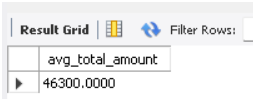 Result Grid Filter Rows:
avg_total_amount
46300.0000